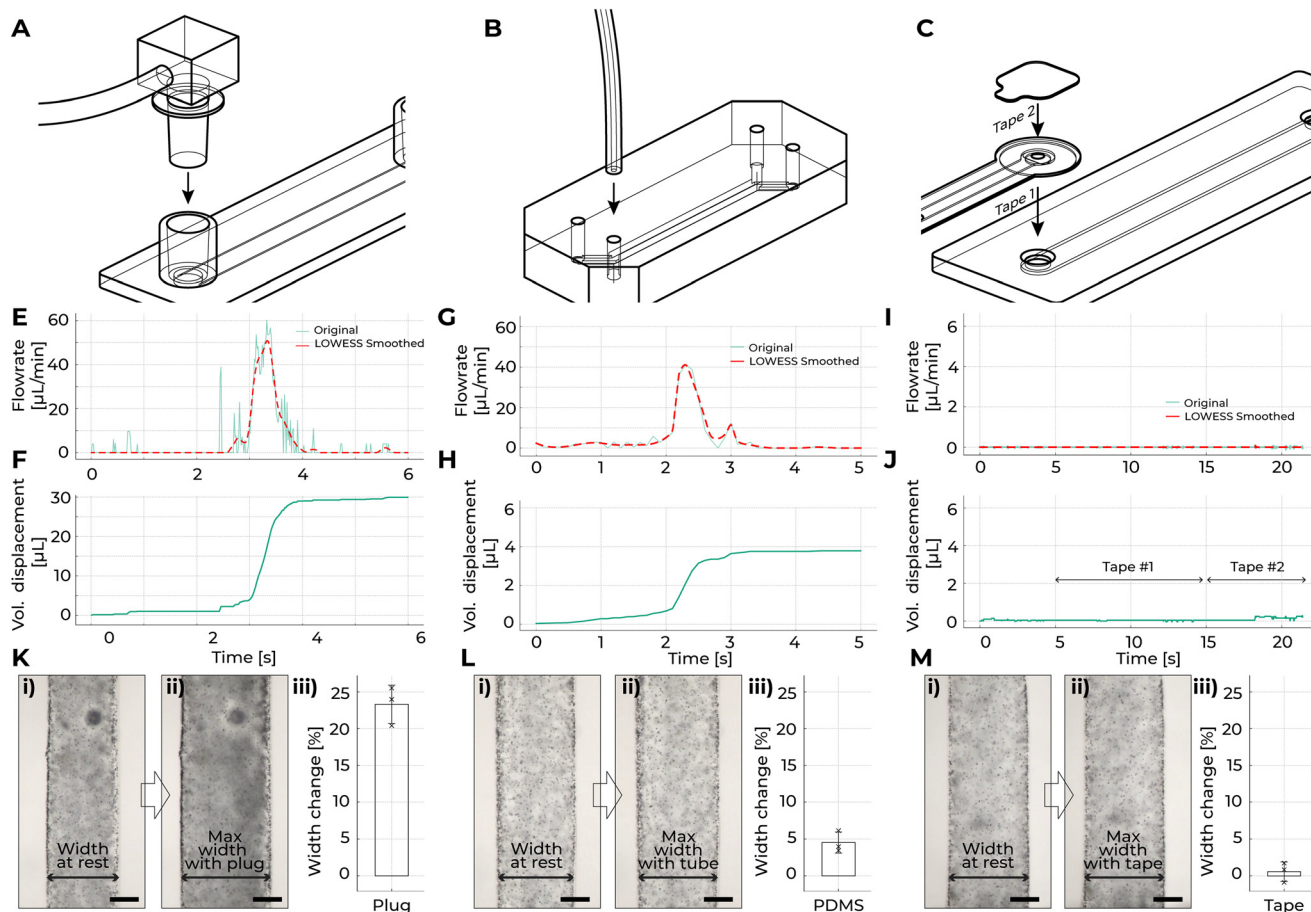 A
B
C
Tape 2
Tape 1
E
60
40
20
0
Flowrate
[µL/min]
Original
LOWESS Smoothed
0
2
4
6
G
60
40
20
0
Flowrate
[µL/min]
Original
LOWESS Smoothed
0
1
2
3
4
5
I
6
4
2
0
Flowrate
[µL/min]
Original
LOWESS Smoothed
0
5
10
15
20
F
30
20
10
0
Vol. displacement
[µL]
0
2
4
6
Time [s]
H
6
4
2
0
Vol. displacement
[µL]
0
1
2
3
4
5
Time [s]
J
6
4
2
0
Vol. displacement
[µL]
Tape #1
Tape #2
0
5
10
15
20
Time [s]
K
i)
Width
at rest
ii)
Max
width
with plug
iii)
Width change [%]
25
20
15
10
5
0
Plug
L
i)
Width
at rest
ii)
Max
width
with tube
iii)
Width change [%]
25
20
15
10
5
0
PDMS
M
i)
Width
at rest
ii)
Max
width
with tape
iii)
Width change [%]
25
20
15
10
5
0
Tape